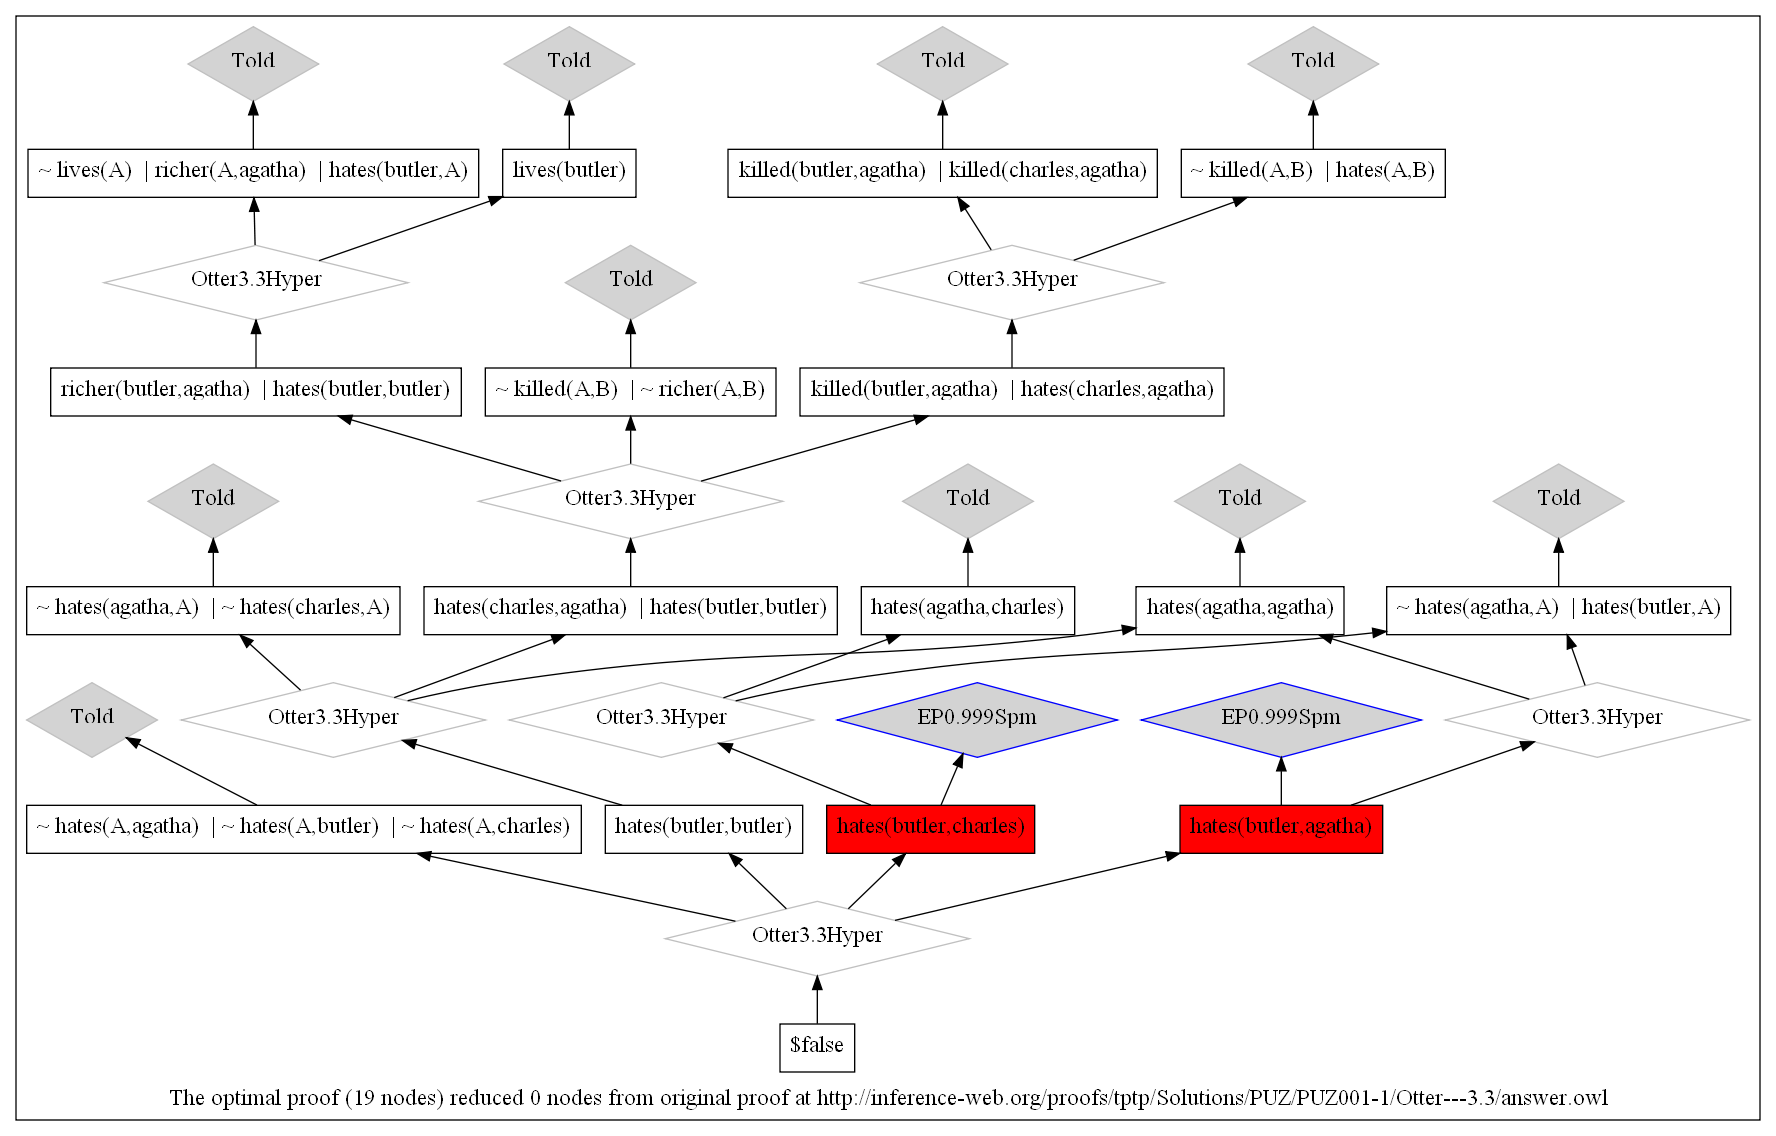 Told
Told
Told
Told
~ lives(A) | richer(A,agatha) | hates(butler,A)
lives(butler)
killed(butler,agatha) | killed(charles,agatha)
~ killed(A,B) | hates(A,B)
Otter3.3Hyper
Told
Otter3.3Hyper
richer(butler,agatha) | hates(butler,butler)
~ killed(A,B) | ~ richer(A,B)
killed(butler,agatha) | hates(charles,agatha)
Told
Otter3.3Hyper
Told
Told
Told
~ hates(agatha,A) | ~ hates(charles,A)
hates(charles,agatha) | hates(butler,butler)
hates(agatha,charles)
hates(agatha,agatha)
~ hates(agatha,A) | hates(butler,A)
Told
Otter3.3Hyper
Otter3.3Hyper
EP0.999Spm
EP0.999Spm
Otter3.3Hyper
~ hates(A,agatha) | ~ hates(A,butler) | ~ hates(A,charles)
hates(butler,butler)
hates(butler,charles)
hates(butler,agatha)
Otter3.3Hyper
$false
The optimal proof (19 nodes) reduced 0 nodes from original proof at http://inference-web.org/proofs/tptp/Solutions/PUZ/PUZ001-1/Otter---3.3/answer.owl